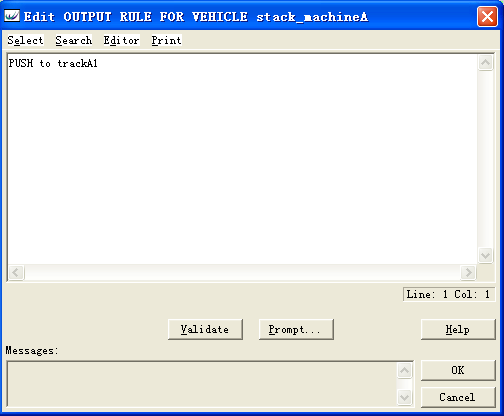 Edit OUTPUT RULE FOR VEHICLE stack_machineA
Select Search Editor Print
PUSH to trackA1
Line: 1 Col: 1
Validate Prompt... Help
Messages:
OK
Cancel